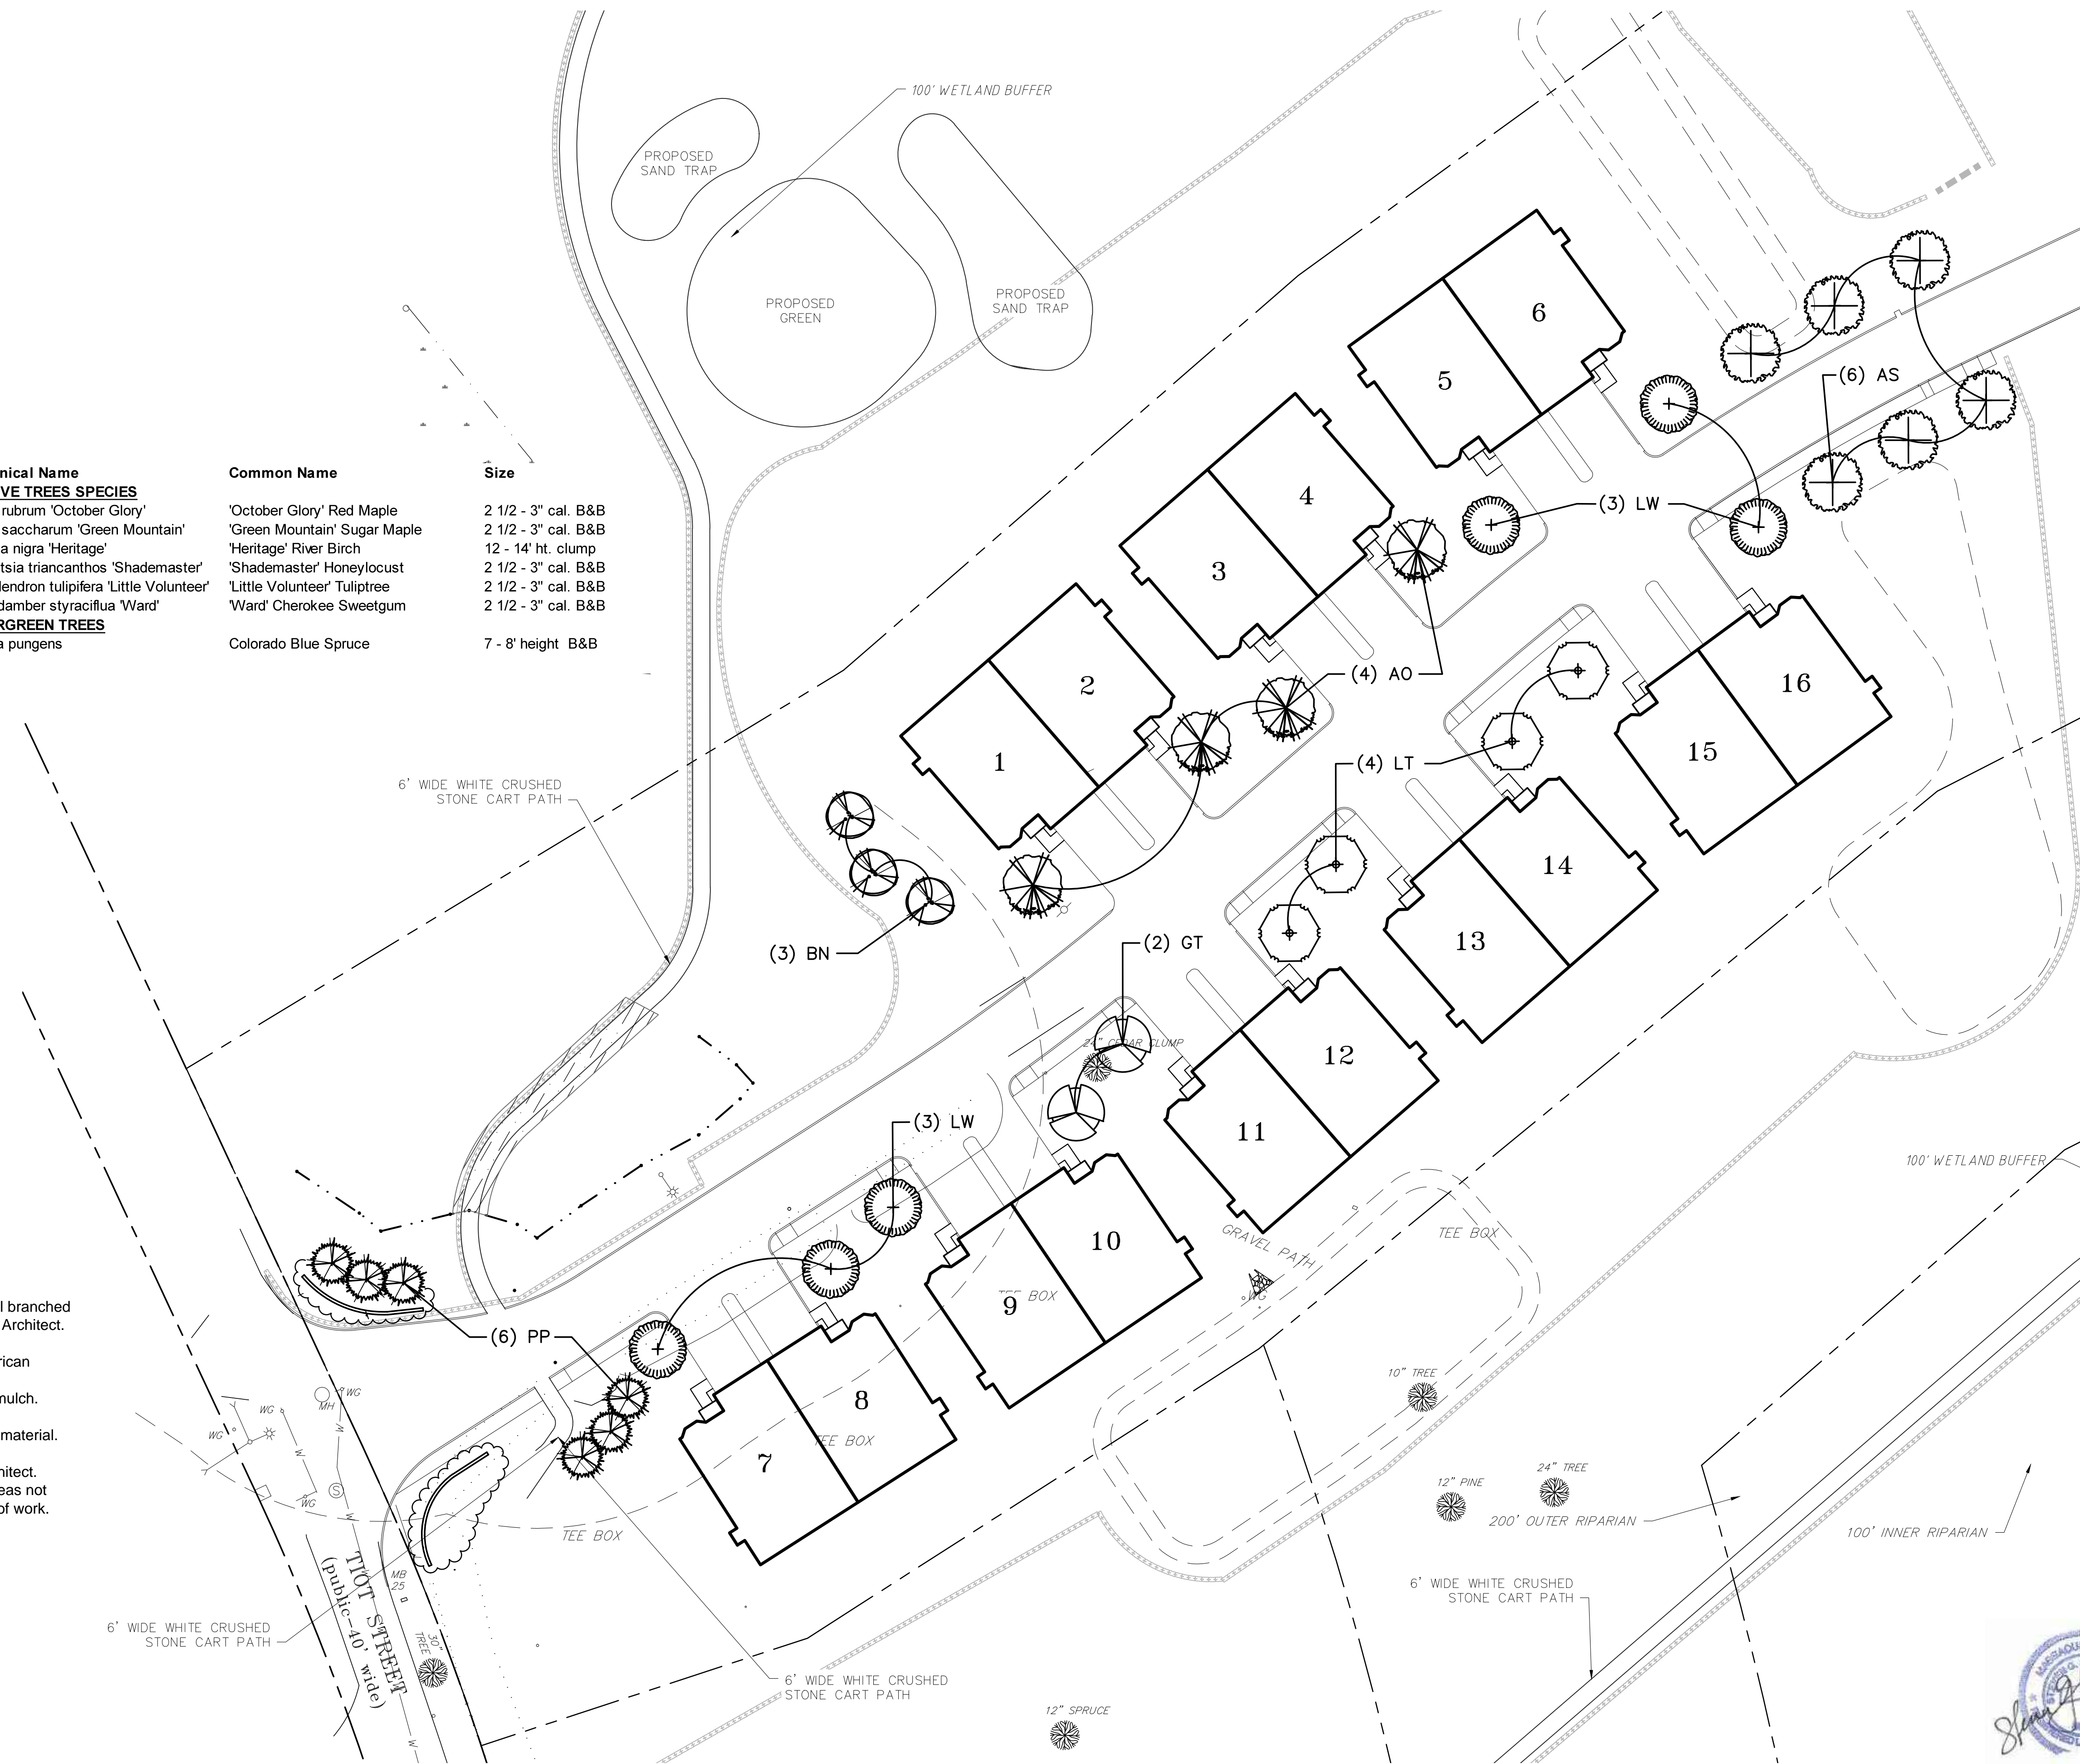 100' WETLAND BUFFER
PROPOSED
SAND TRAP
PROPOSED
GREEN
PROPOSED
SAND TRAP
6
5
(6) AS
4
3
(3) LW
2
1
(4) AO
16
15
(4) LT
14
13
nical Name Common Name Size
VE TREES SPECIES
rubrum 'October Glory' 'October Glory' Red Maple 2 1/2 - 3" cal. B&B
saccharum 'Green Mountain' 'Green Mountain' Sugar Maple 2 1/2 - 3" cal. B&B
a nigra 'Heritage' 'Heritage' River Birch 12 - 14' ht. clump
tsia triancanthos 'Shademaster' 'Shademaster' Honeylocust 2 1/2 - 3" cal. B&B
lendron tulipifera 'Little Volunteer' 'Little Volunteer' Tuliptree 2 1/2 - 3" cal. B&B
damber styraciflua 'Ward' 'Ward' Cherokee Sweetgum 2 1/2 - 3" cal. B&B
RGREEN TREES
a pungens Colorado Blue Spruce 7 - 8' height B&B
6' WIDE WHITE CRUSHED
STONE CART PATH
(3) BN
(2) GT
24" CEDAR CLUMP
12
11
(3) LW
10
9
TEE BOX
GRAVEL PATH
WG
TEE BOX
100' WETLAND BUFFER
(6) PP
8
7
TEE BOX
TEE BOX
10" TREE
12" PINE
24" TREE
200' OUTER RIPARIAN
100' INNER RIPARIAN
6' WIDE WHITE CRUSHED
STONE CART PATH
l branched
Architect.
rican
mulch.
material.
hitect.
eas not
of work.
WG
WG
WG
WG
MH
S
W
W
W
W
W
MB
25
TIOT STREET
(public-40' wide)
30"
TREE
6' WIDE WHITE CRUSHED
STONE CART PATH
6' WIDE WHITE CRUSHED
STONE CART PATH
12" SPRUCE